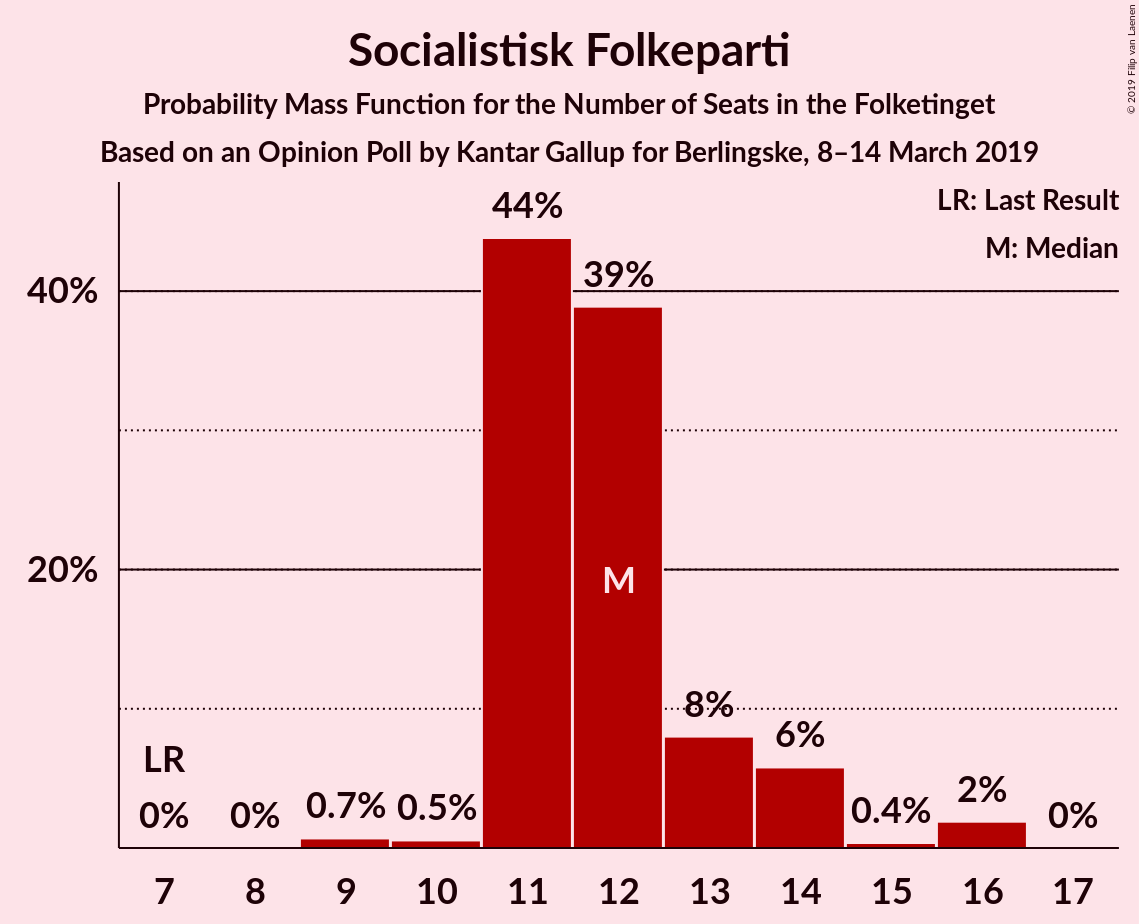 Socialistisk Folkeparti
Probability Mass Function for the Number of Seats in the Folketinget
Based on an Opinion Poll by Kantar Gallup for Berlingske, 8–14 March 2019
© 2019 Filip van Laenen
LR: Last Result
M: Median
44%
39%
40%
20%
M
8%
6%
LR
0% 0% 0.7% 0.5% 0.4% 2% 0%
7 8 9 10 11 12 13 14 15 16 17